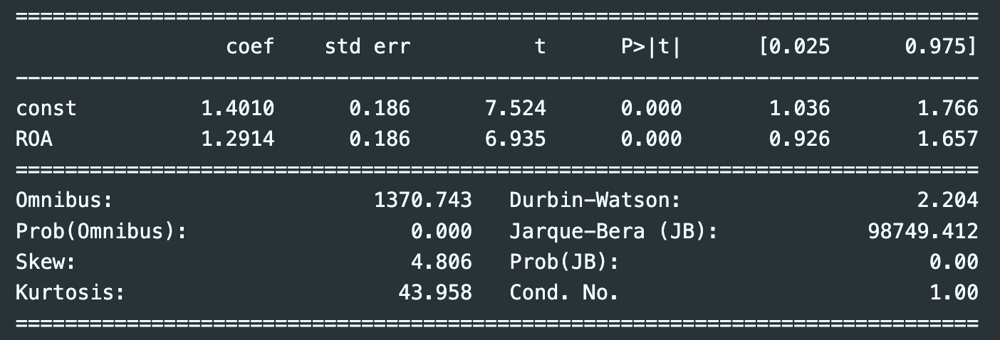 ==============================================================================
                 coef    std err          t      P>|t|      [0.025      0.975]
------------------------------------------------------------------------------
const          1.4010      0.186      7.524      0.000       1.036       1.766
ROA            1.2914      0.186      6.935      0.000       0.926       1.657
==============================================================================
Omnibus:                     1370.743   Durbin-Watson:                   2.204
Prob(Omnibus):                  0.000   Jarque-Bera (JB):            98749.412
Skew:                           4.806   Prob(JB):                         0.00
Kurtosis:                      43.958   Cond. No.                         1.00
==============================================================================